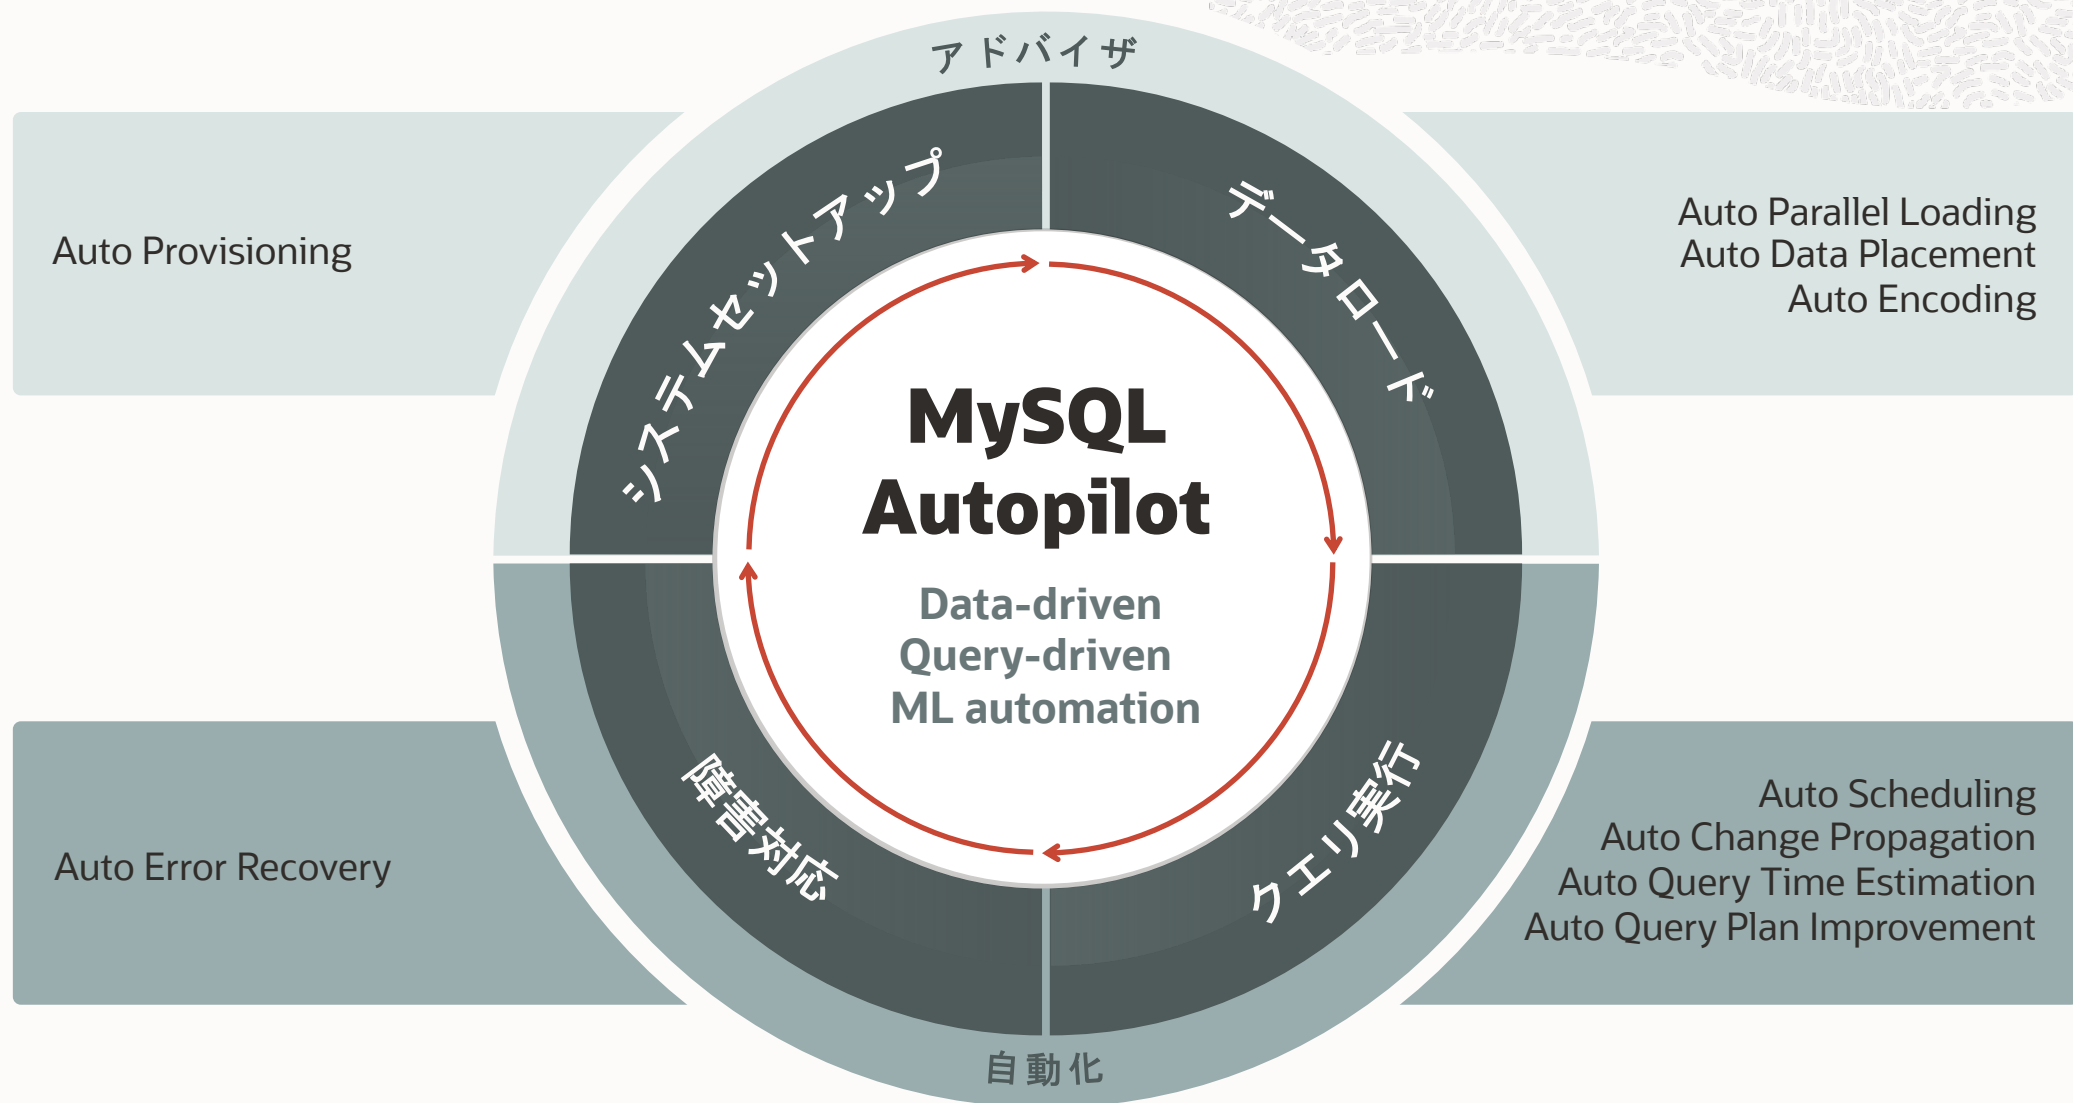 アドバイザ
システムセットアップ
データロード
Auto Provisioning
Auto Parallel Loading
Auto Data Placement
Auto Encoding
MySQL
Autopilot
Data-driven
Query-driven
ML automation
障害対応
クエリ実行
Auto Error Recovery
Auto Scheduling
Auto Change Propagation
Auto Query Time Estimation
Auto Query Plan Improvement
自動化